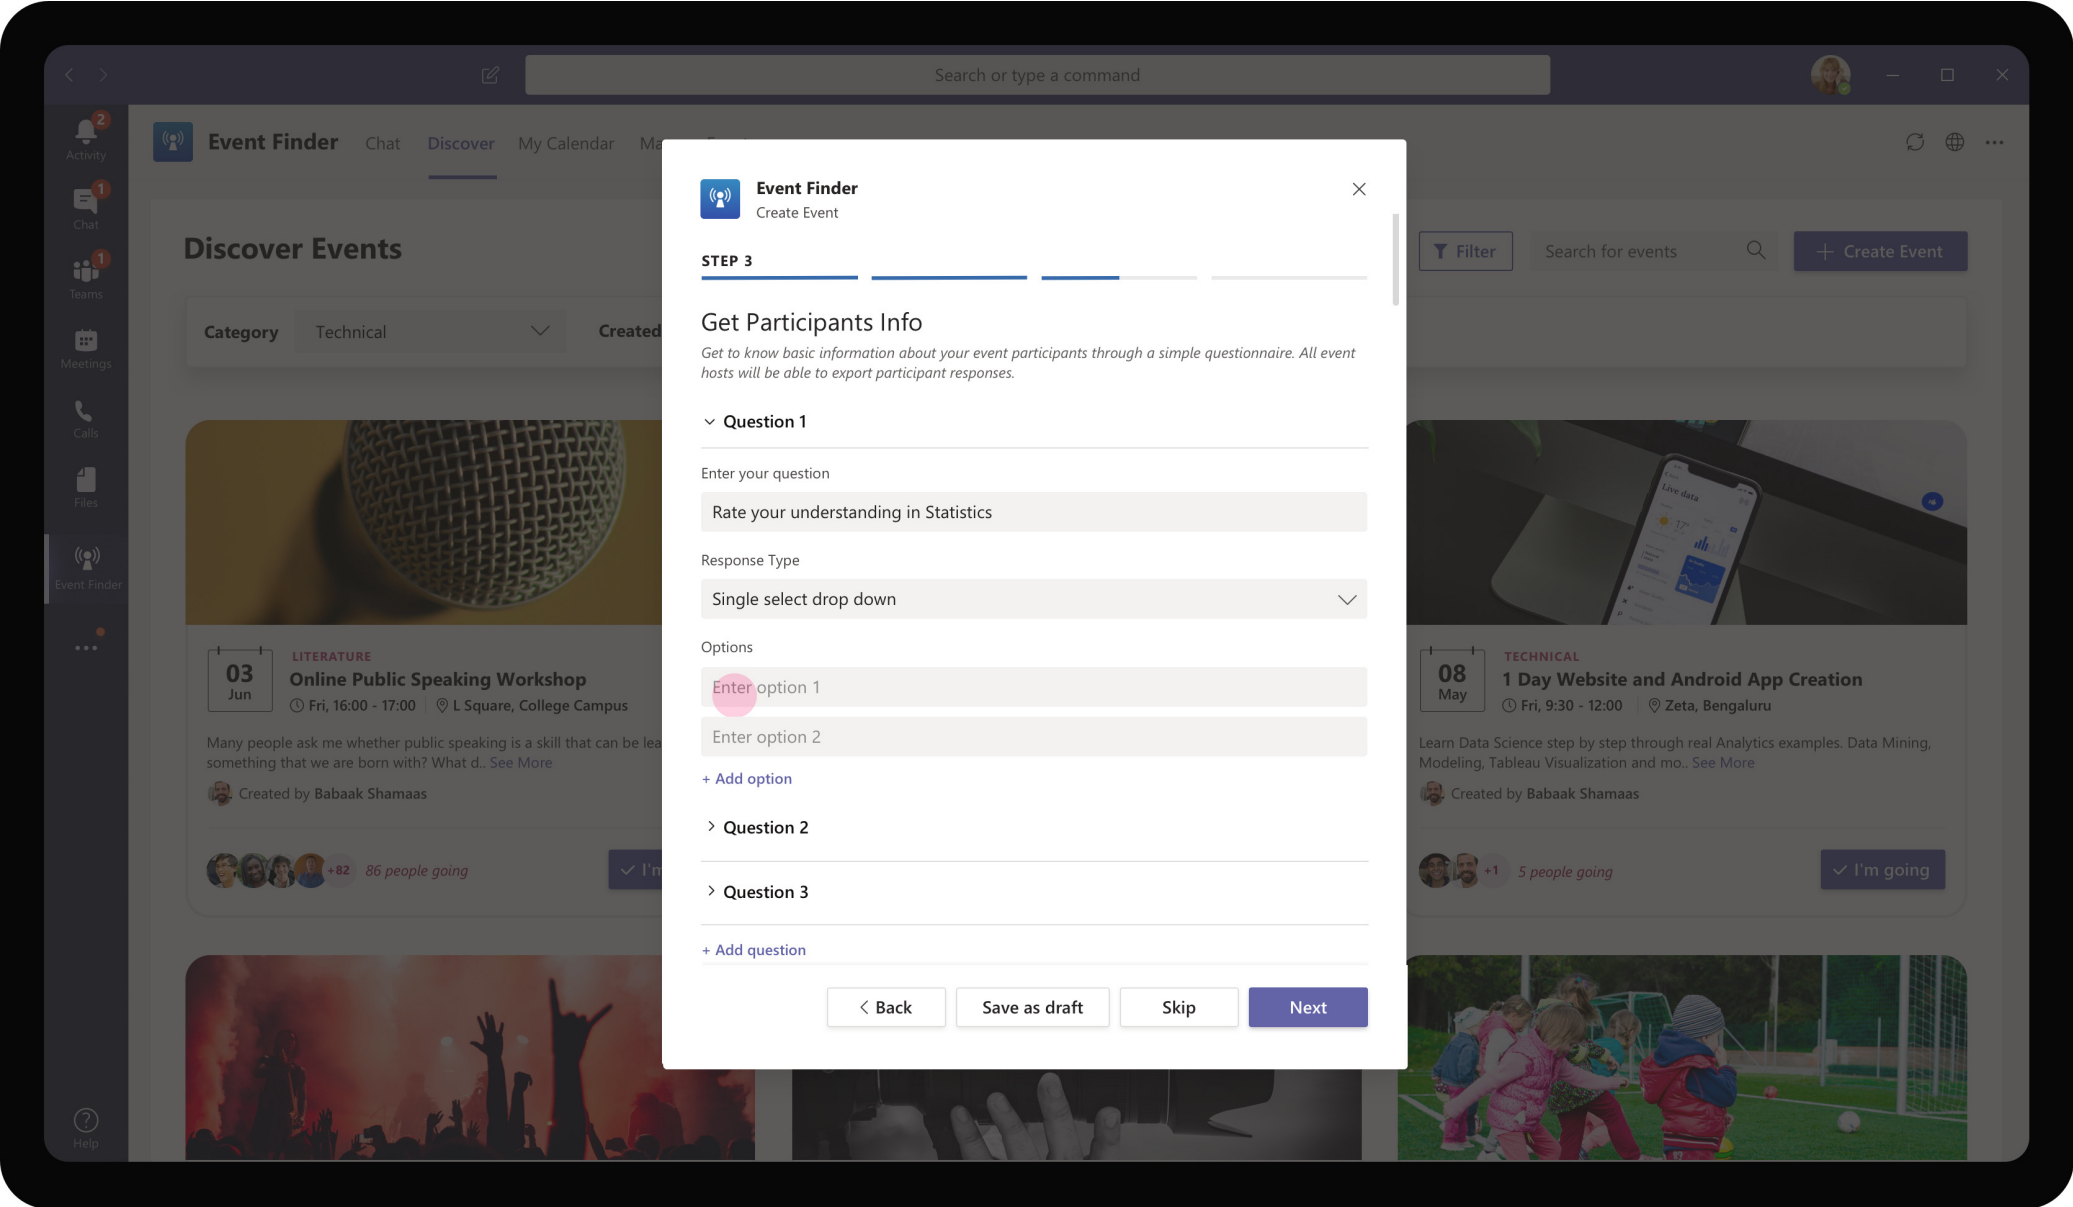 Search or type a command
2
Activity
1
Chat
1
Teams
Meetings
Calls
Files
Event Finder
Help
Event Finder
Chat
Discover
My Calendar
Discover Events
Filter
Search for events
Create Event
Category
Technical
Created
Event Finder
Create Event
STEP 3
Get Participants Info
Get to know basic information about your event participants through a simple questionnaire. All event
hosts will be able to export participant responses.
Question 1
Enter your question
Rate your understanding in Statistics
Response Type
Single select drop down
Options
Enter option 1
Enter option 2
+ Add option
Question 2
Question 3
+ Add question
Back
Save as draft
Skip
Next
03
Jun
LITERATURE
Online Public Speaking Workshop
Fri, 16:00 - 17:00
L Square, College Campus
Many people ask me whether public speaking is a skill that can be
something that we are born with? What d.. See More
Created by Babaak Shamaas
+82
86 people going
Live data
17°
08
May
TECHNICAL
1 Day Website and Android App Creation
Fri, 9:30 - 12:00
Zeta, Bengaluru
Learn Data Science step by step through real Analytics examples. Data Mining,
Modeling, Tableau Visualization and mo.. See More
Created by Babaak Shamaas
+1
5 people going
I'm going